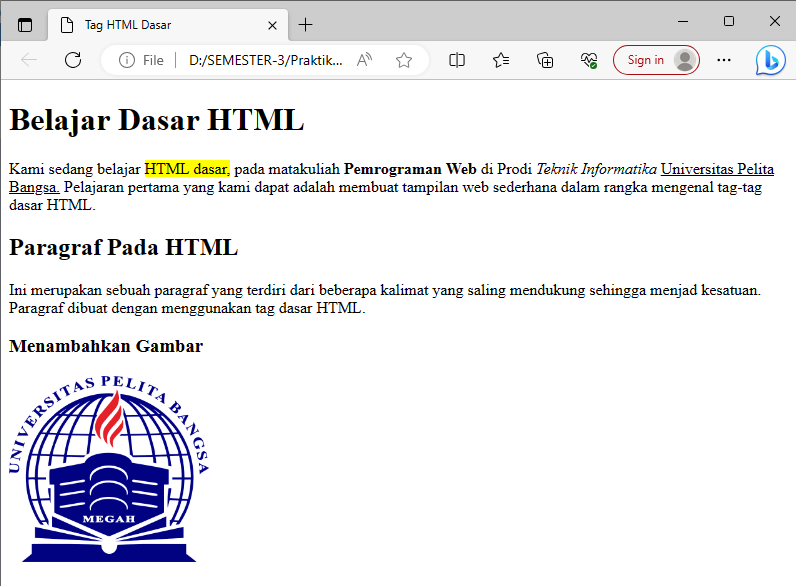 Tag HTML Dasar
File D:/SEMESTER-3/Praktik... A Sign in ...
Belajar Dasar HTML
Kami sedang belajar HTML dasar, pada matakuliah Pemrograman Web di Prodi Teknik Informatika Universitas Pelita
Bangsa. Pelajaran pertama yang kami dapat adalah membuat tampilan web sederhana dalam rangka mengenal tag-tag
dasar HTML.
Paragraf Pada HTML
Ini merupakan sebuah paragraf yang terdiri dari beberapa kalimat yang saling mendukung sehingga menjad kesatuan.
Paragraf dibuat dengan menggunakan tag dasar HTML.
Menambahkan Gambar
UNIVERSITAS PELITA BANGSA
MEGAH